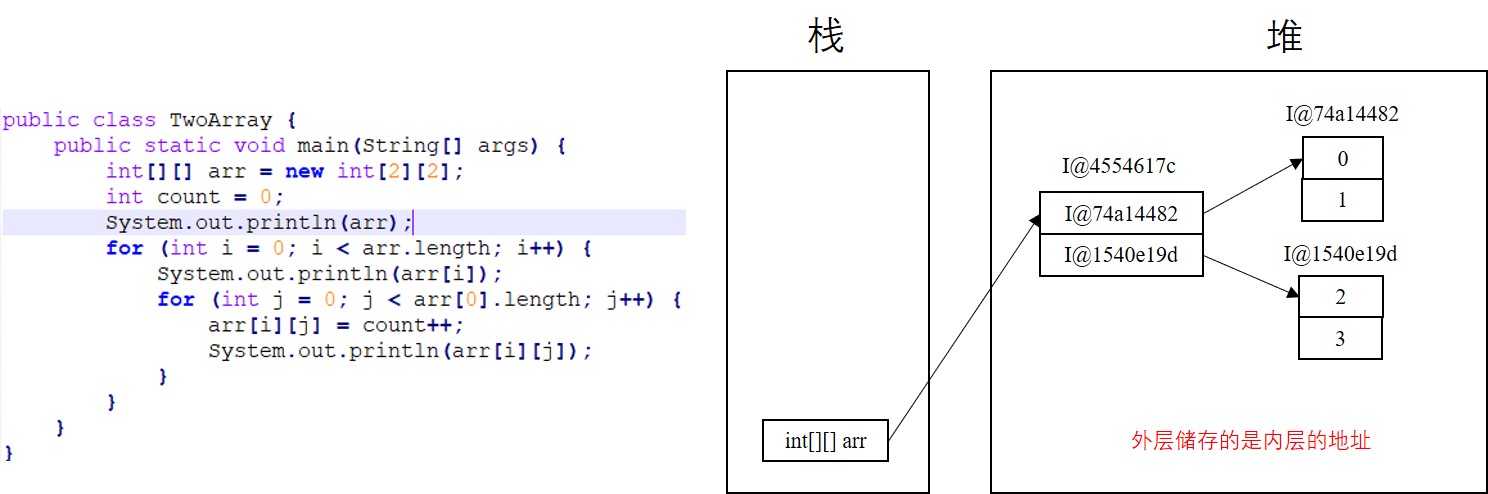 public class TwoArray {
    public static void main(String[] args) {
        int[][] arr = new int[2][2];
        int count = 0;
        System.out.println(arr);
        for (int i = 0; i < arr.length; i++) {
            System.out.println(arr[i]);
            for (int j = 0; j < arr[0].length; j++) {
                arr[i][j] = count++;
                System.out.println(arr[i][j]);
            }
        }
    }
}
栈
int[][] arr
堆
I@4554617c
I@74a14482
I@1540e19d
I@74a14482
0
1
I@1540e19d
2
3
外层储存的是内层的地址